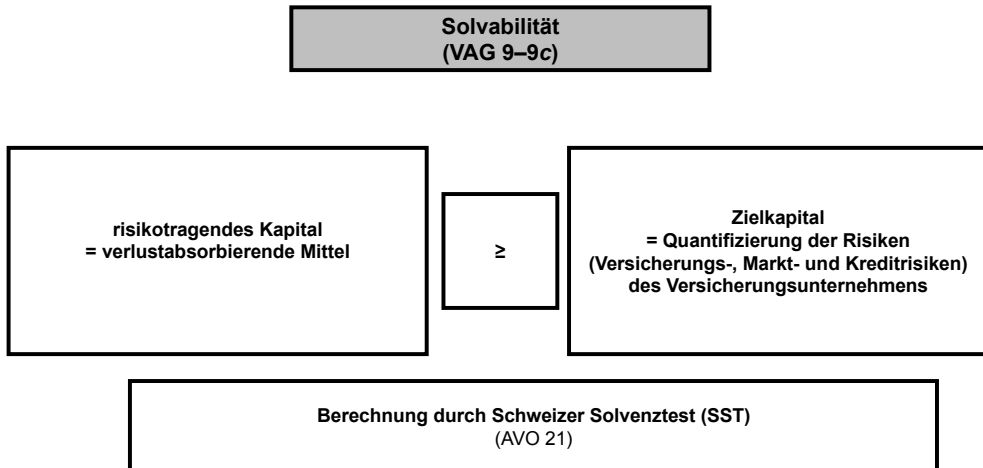 Solvabilität
(VAG 9–9c)
risikotragendes Kapital
= verlustabsorbierende Mittel
≥
Zielkapital
= Quantifizierung der Risiken
(Versicherungs-, Markt- und Kreditrisiken)
des Versicherungsunternehmens
Berechnung durch Schweizer Solvenztest (SST)
(AVO 21)